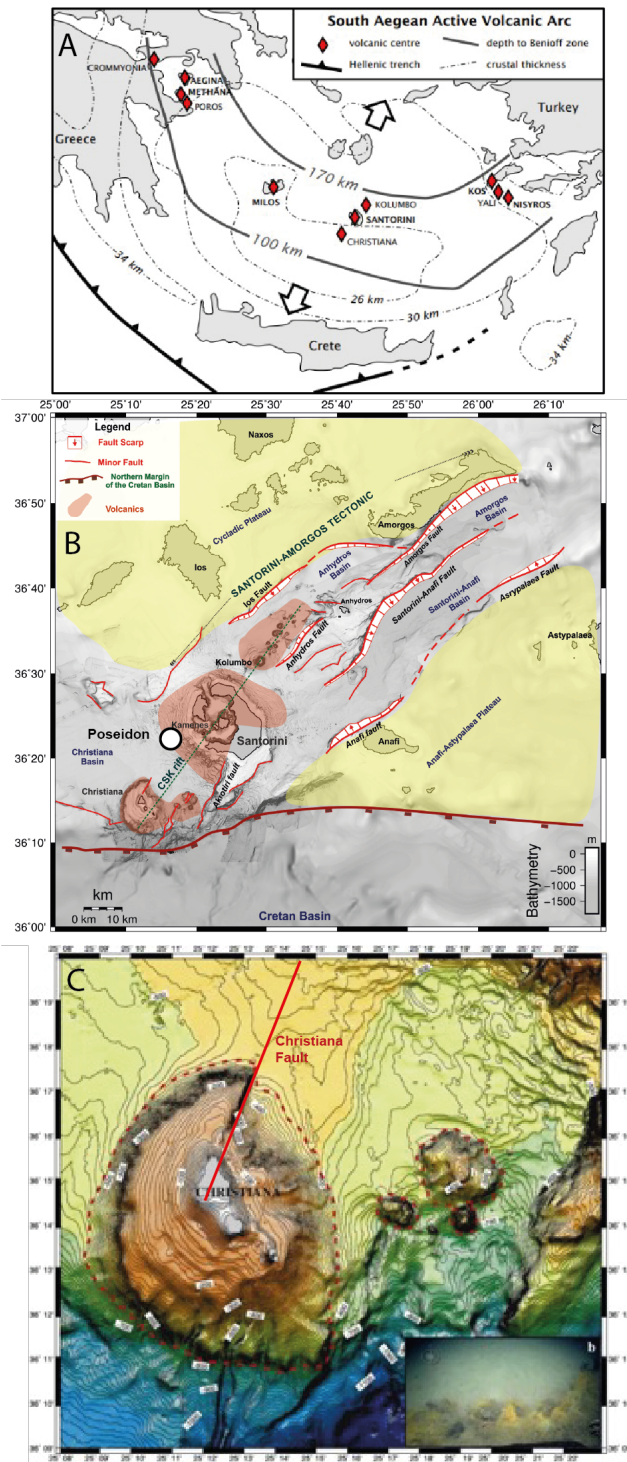 A
South Aegean Active Volcanic Arc
volcanic centre
depth to Benioff zone
Hellenic trench
crustal thickness
CROMMYONIA
AEGINA
METHANA
POROS
Greece
Turkey
170 km
MILOS
KOLUMBO
SANTORINI
CHRISTIANA
KOS
YALI
NISYROS
100 km
34 km
26 km
30 km
Crete
34 km
25°00'
25°10'
25°20'
25°30'
25°40'
25°50'
26°00'
26°10'
37°00'
36°50'
36°40'
36°30'
36°20'
36°10'
36°00'
Legend
Fault Scarp
Minor Fault
Northern Margin
of the Cretan Basin
Volcanics
B
Naxos
Cycladic Plateau
SANTORINI-AMORGOS TECTONIC
Ios
Ios Fault
Anhydros
Basin
Amorgos
Amorgos Fault
Amorgos
Basin
Anhydros
Anhydros Fault
Santorini-Anafi Fault
Santorini-Anafi
Basin
Asrypalaea Fault
Astypalaea
Kolumbo
Poseidon
Kamenes
Santorini
Christiana
Basin
CSK rift
Christiana
Akrotiri fault
Anafi fault
Anafi
Anafi-Astypalaea Plateau
km
0 km 10 km
Cretan Basin
Bathymetry
m
0
−500
−1000
−1500
C
Christiana
Fault
CHRISTIANA
b